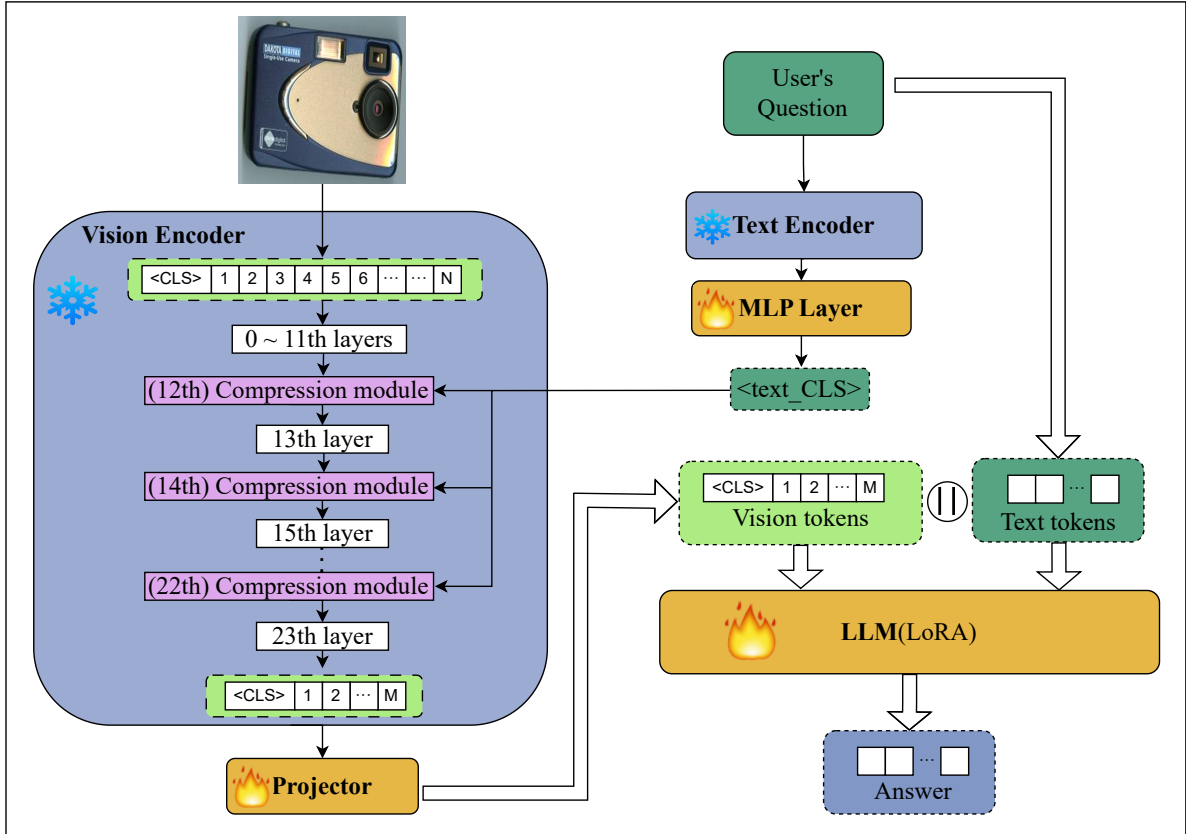 DAKOTA DIGITAL
Single-Use Camera
digital
User's
Question
Vision Encoder
Text Encoder
<CLS> 1 2 3 4 5 6 ... ... N
MLP Layer
0 ~ 11th layers
(12th) Compression module
<text_CLS>
13th layer
(14th) Compression module
<CLS> 1 2 ... M
Vision tokens
||
...
Text tokens
15th layer
(22th) Compression module
23th layer
LLM(LoRA)
<CLS> 1 2 ... M
Projector
...
Answer